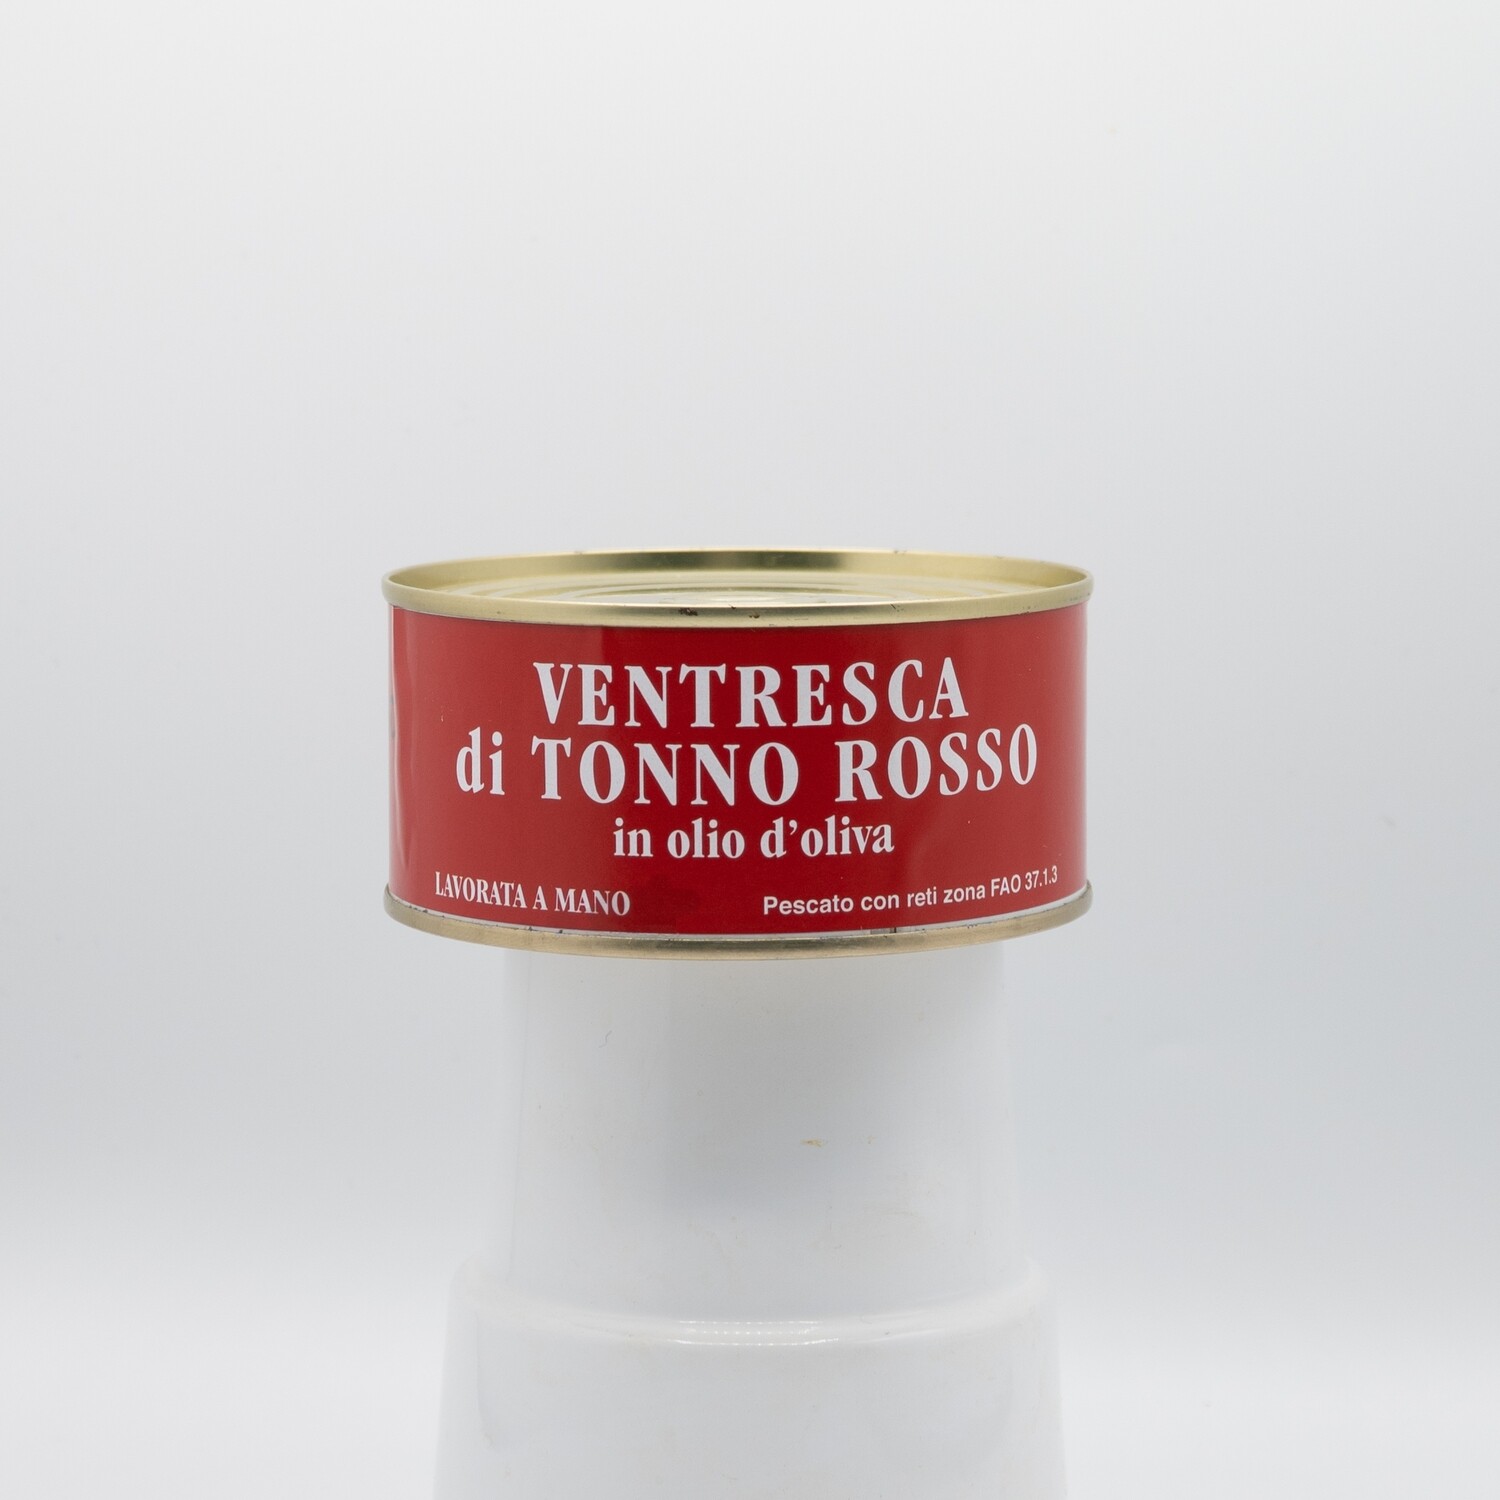 VENTRESCA
di TONNO ROSSO
in olio d'oliva
LAVORATA A MANO
Pescato con reti zona FAO 37.1.3